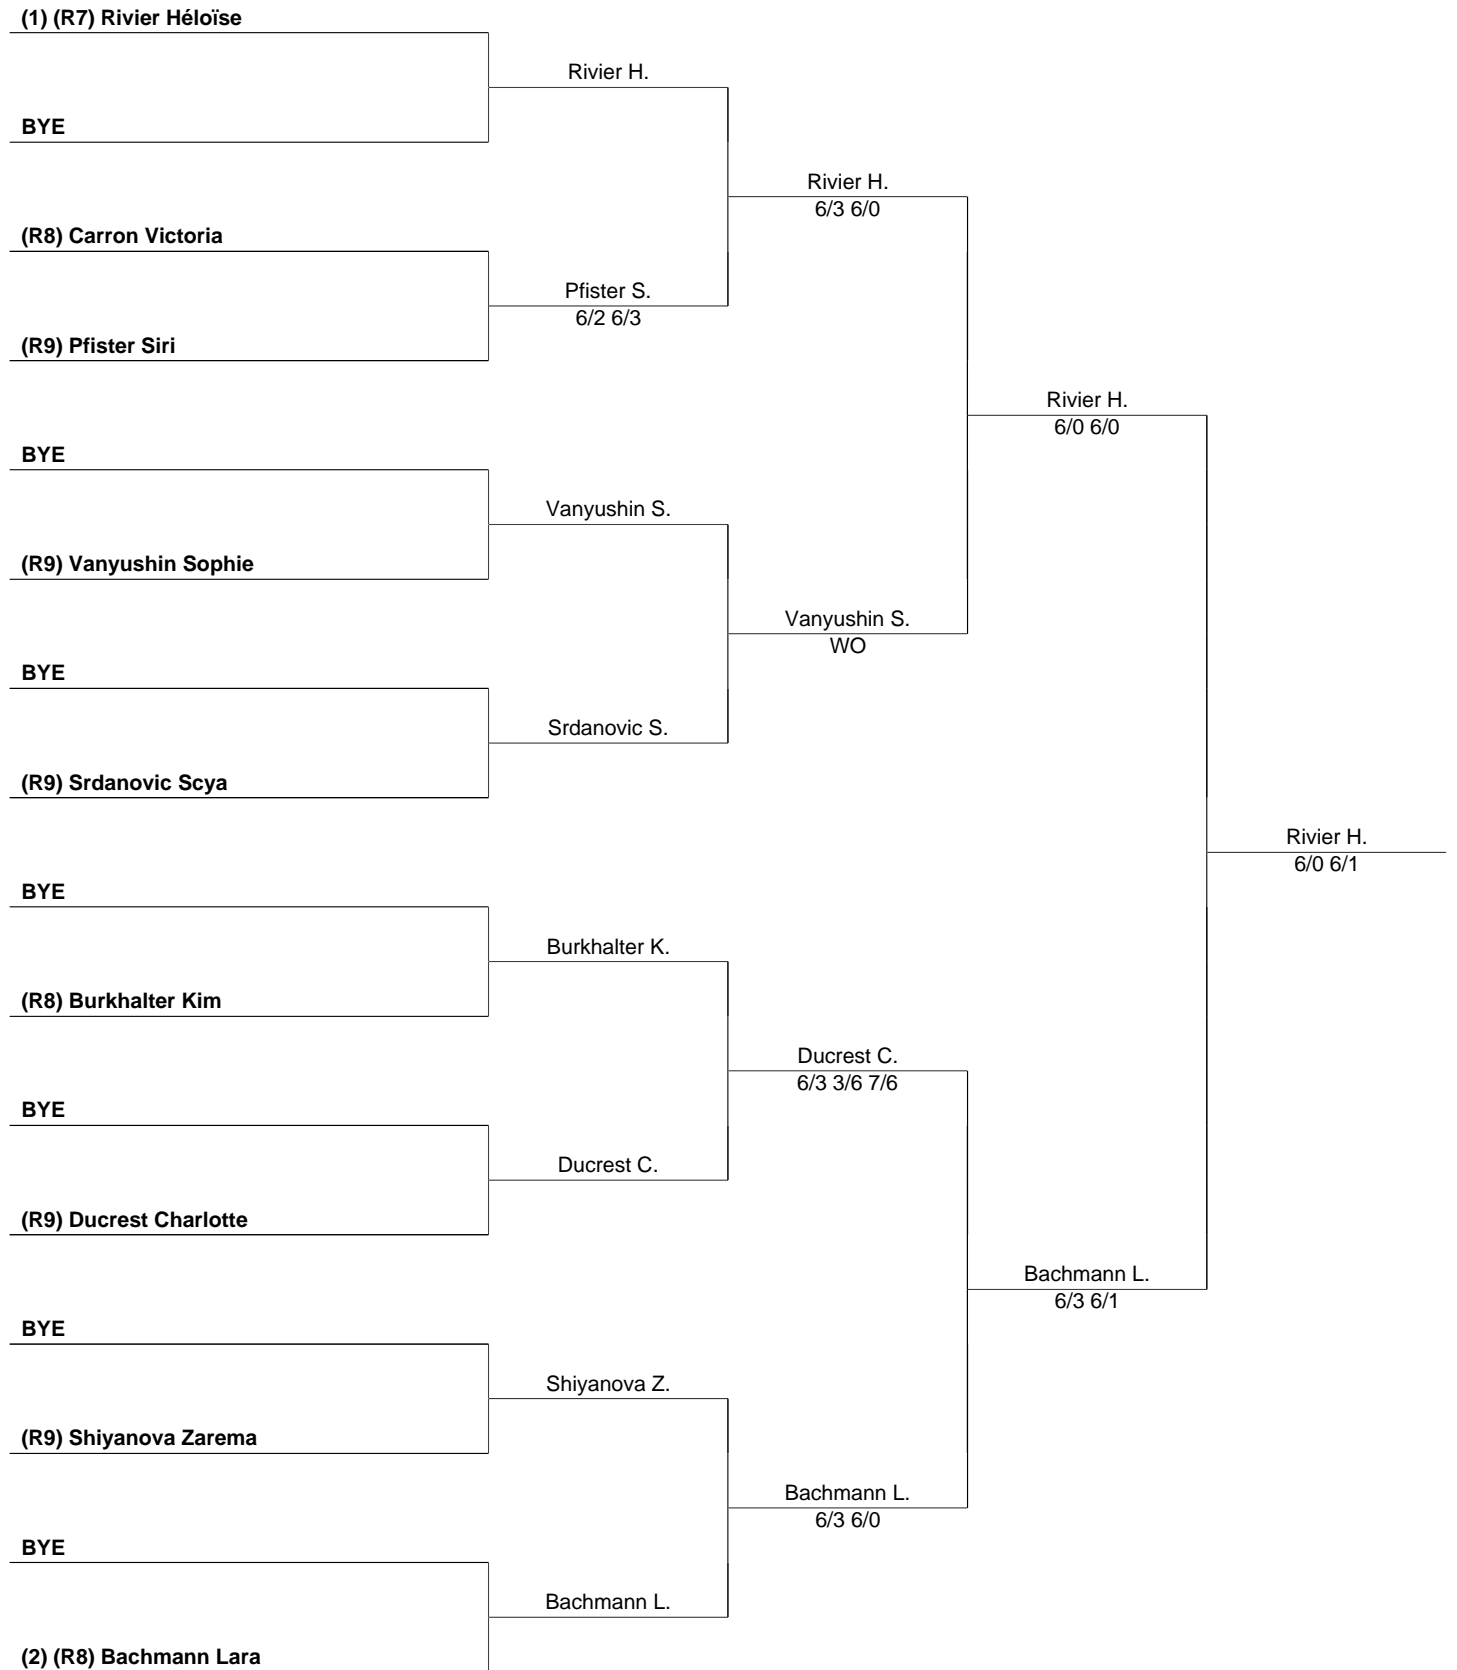 (1) (R7) Rivier Héloïse
Rivier H.
BYE
Rivier H.
6/3 6/0
(R8) Carron Victoria
Pfister S.
6/2 6/3
(R9) Pfister Siri
Rivier H.
6/0 6/0
BYE
Vanyushin S.
(R9) Vanyushin Sophie
Vanyushin S.
WO
BYE
Srdanovic S.
(R9) Srdanovic Scya
Rivier H.
6/0 6/1
BYE
Burkhalter K.
(R8) Burkhalter Kim
Ducrest C.
6/3 3/6 7/6
BYE
Ducrest C.
(R9) Ducrest Charlotte
Bachmann L.
6/3 6/1
BYE
Shiyanova Z.
(R9) Shiyanova Zarema
Bachmann L.
6/3 6/0
BYE
Bachmann L.
(2) (R8) Bachmann Lara